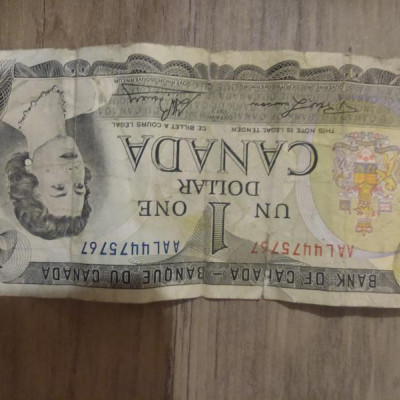 BANK OF CANADA – BANQUE DU CANADA
AAL4475767 AAL4475767
UN 1 ONE
DOLLAR
CANADA
CE BILLET A COURS LÉGAL THIS NOTE IS LEGAL TENDER